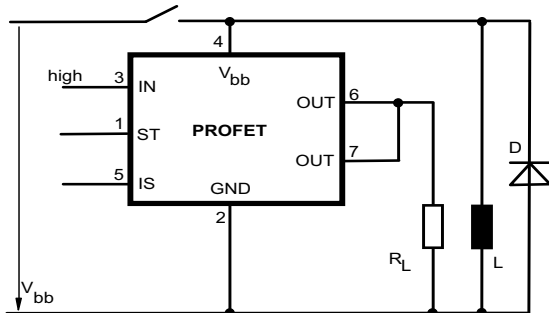 4
high
3
IN
V bb
OUT
6
1
ST
PROFET
5
IS
OUT
7
GND
2
D
R L
L
V bb